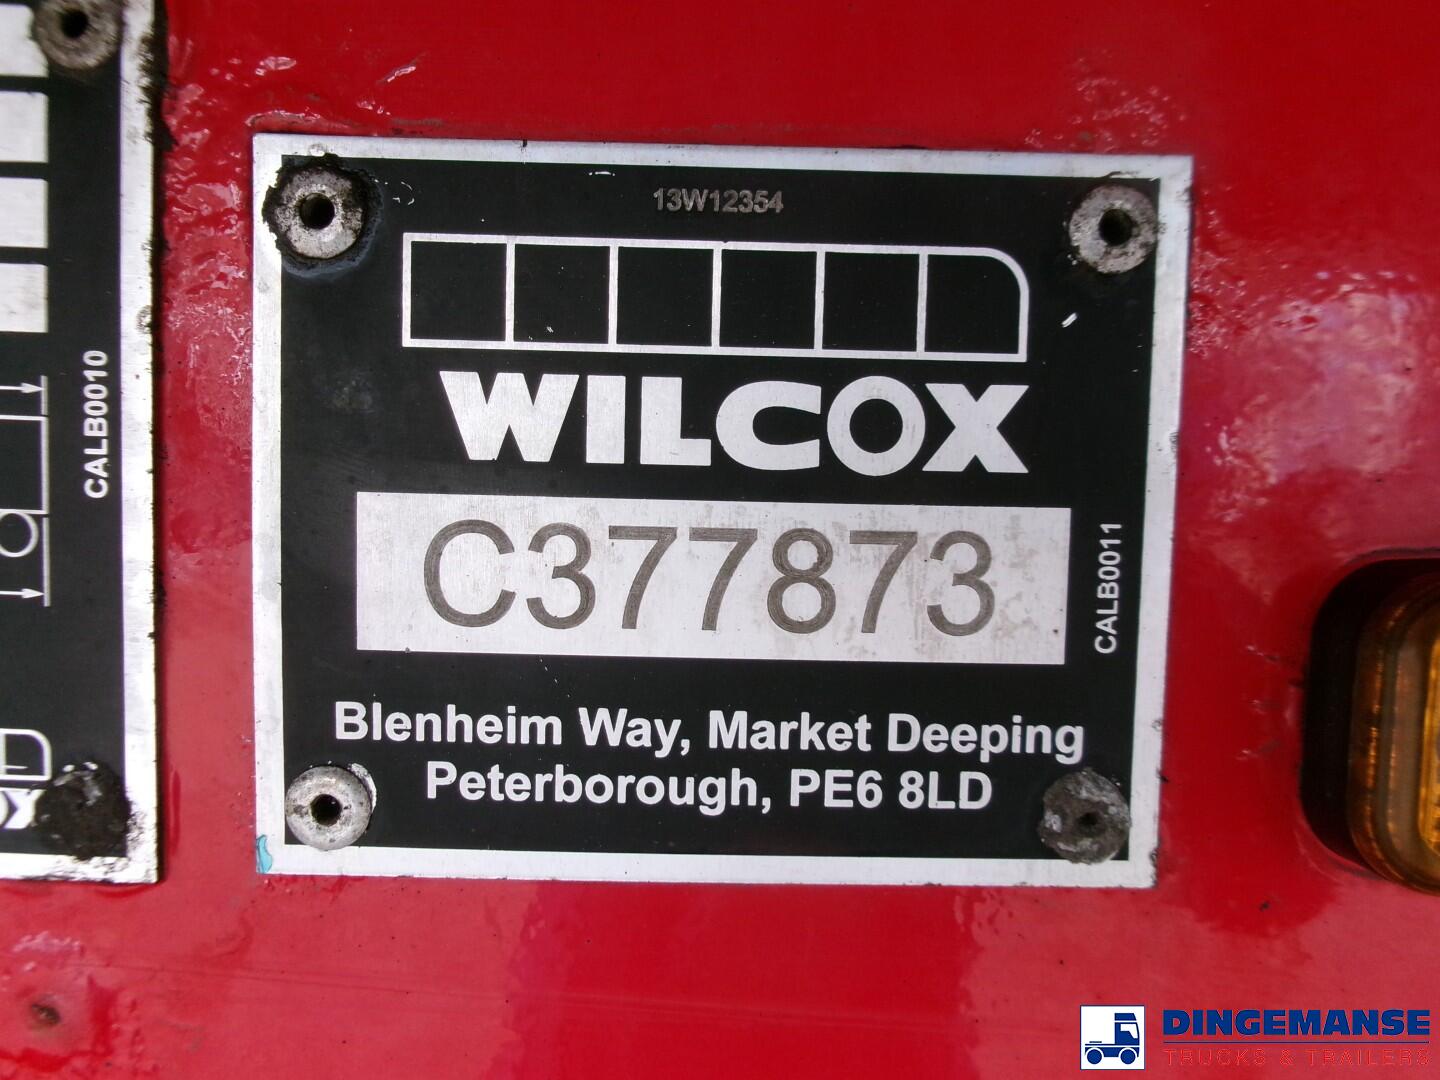 13W12354
WILCOX
C377873
Blenheim Way, Market Deeping
Peterborough, PE6 8LD
CALB0011
CALB0010
DINGEMANSE
TRUCKS & TRAILERS